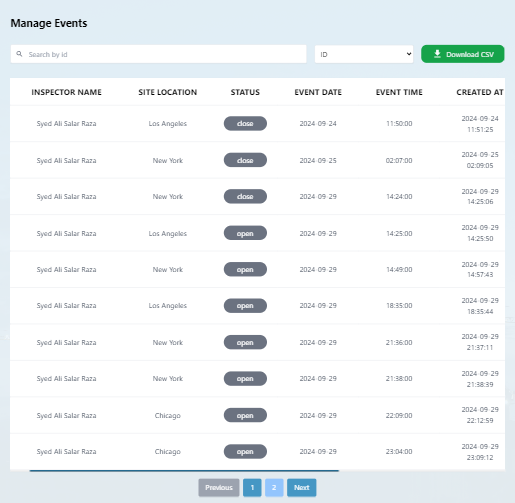 Manage Events
Search by id
ID
Download CSV
INSPECTOR NAME SITE LOCATION STATUS EVENT DATE EVENT TIME CREATED AT
Syed Ali Salar Raza Los Angeles close 2024-09-24 11:50:00 2024-09-24
11:51:25
Syed Ali Salar Raza New York close 2024-09-25 02:07:00 2024-09-25
02:09:05
Syed Ali Salar Raza New York close 2024-09-29 14:24:00 2024-09-29
14:25:06
Syed Ali Salar Raza Los Angeles open 2024-09-29 14:25:00 2024-09-29
14:25:50
Syed Ali Salar Raza New York open 2024-09-29 14:49:00 2024-09-29
14:57:43
Syed Ali Salar Raza Los Angeles open 2024-09-29 18:35:00 2024-09-29
18:35:44
Syed Ali Salar Raza New York open 2024-09-29 21:36:00 2024-09-29
21:37:11
Syed Ali Salar Raza New York open 2024-09-29 21:38:00 2024-09-29
21:38:39
Syed Ali Salar Raza Chicago open 2024-09-29 22:09:00 2024-09-29
22:12:59
Syed Ali Salar Raza Chicago open 2024-09-29 23:04:00 2024-09-29
23:09:12
Previous 1 2 Next